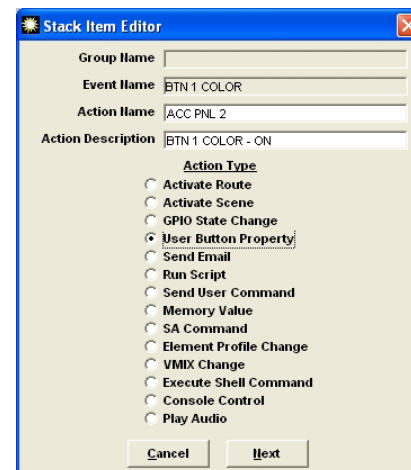 Stack Item Editor
Group Name
Event Name BTN 1 COLOR
Action Name ACC PNL 2
Action Description BTN 1 COLOR - ON
Action Type
Activate Route
Activate Scene
GPIO State Change
User Button Property
Send Email
Run Script
Send User Command
Memory Value
SA Command
Element Profile Change
VMIX Change
Execute Shell Command
Console Control
Play Audio
Cancel Next